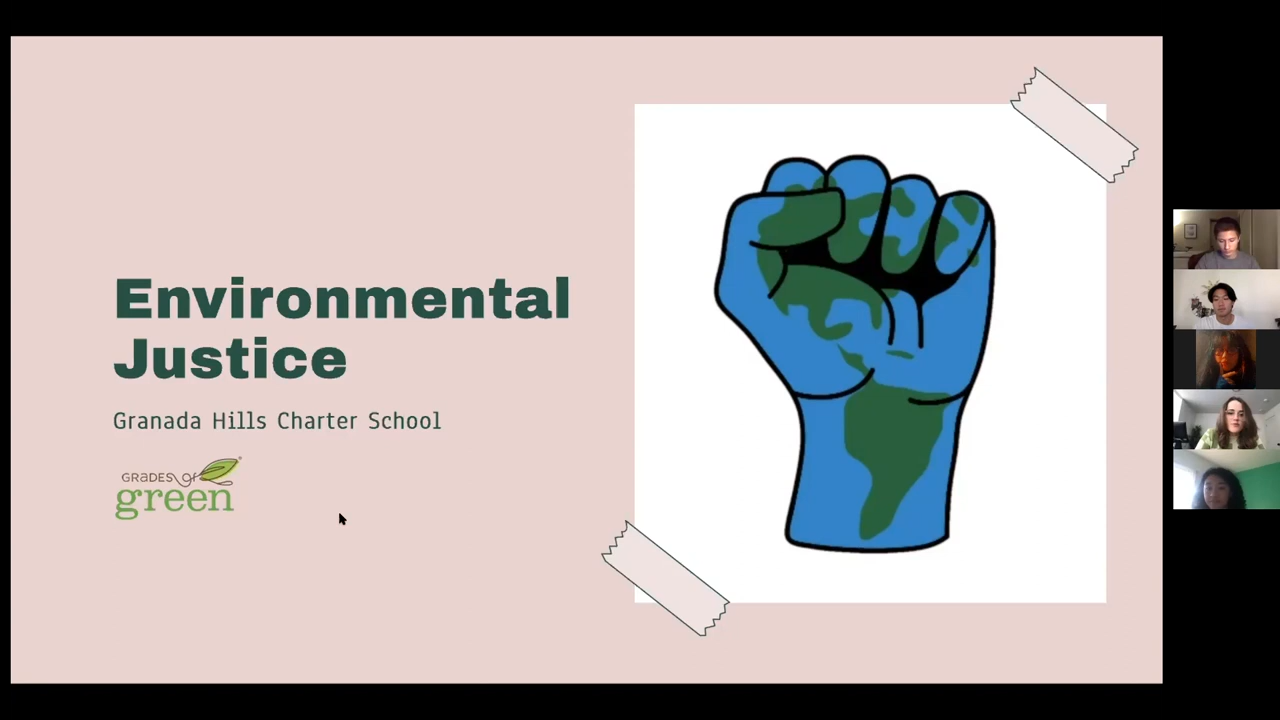 Environmental
Justice
Granada Hills Charter School
GRADES of
green